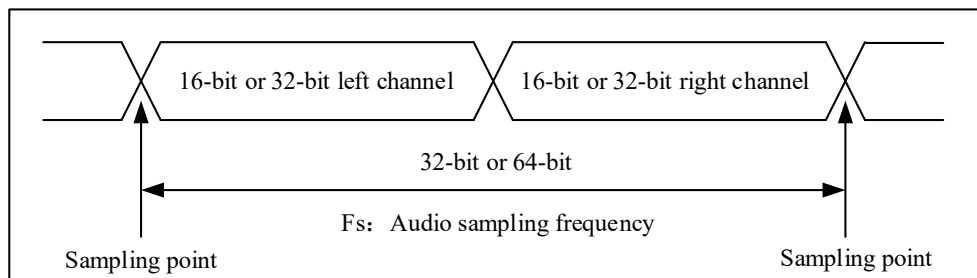 16-bit or 32-bit left channel
16-bit or 32-bit right channel
32-bit or 64-bit
Fs：Audio sampling frequency
Sampling point
Sampling point